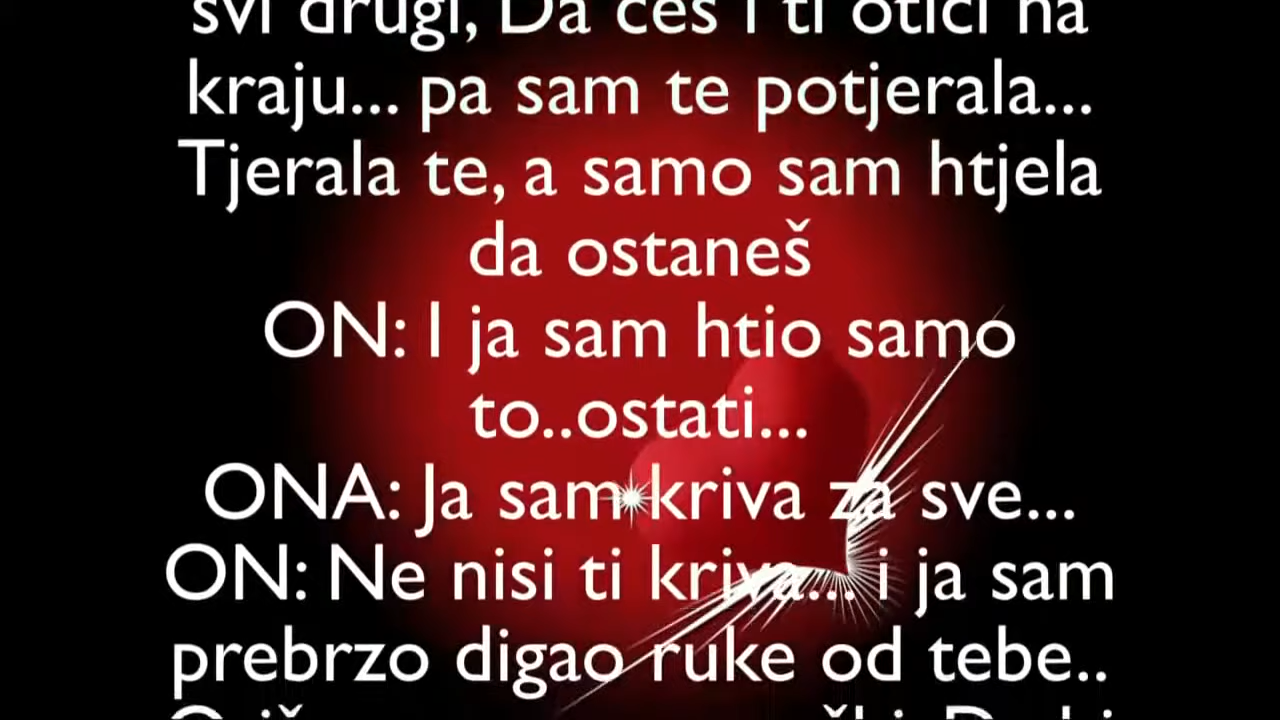 svi drugi, Da ćeš i ti otići na
kraju... pa sam te potjerala...
Tjerala te, a samo sam htjela
da ostaneš
ON: I ja sam htio samo
to..ostati...
ONA: Ja sam kriva za sve...
ON: Ne nisi ti kriva... i ja sam
prebrzo digao ruke od tebe..